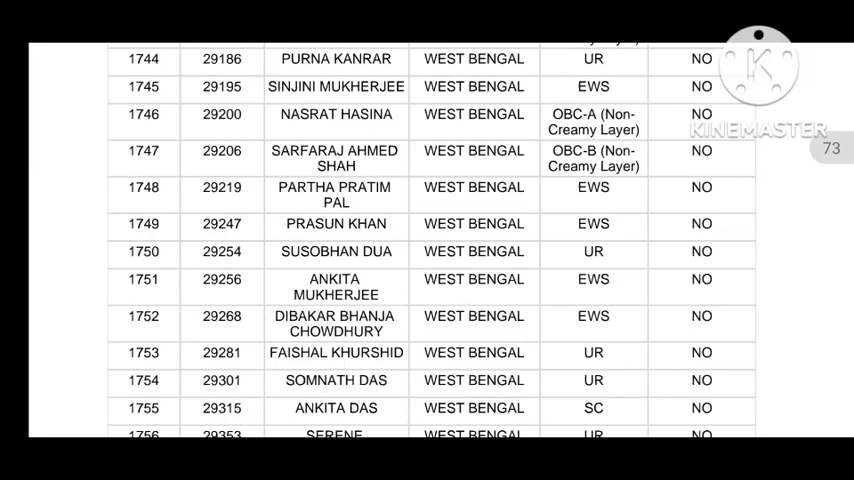 1744 29186 PURNA KANRAR WEST BENGAL UR NO
1745 29195 SINJINI MUKHERJEE WEST BENGAL EWS NO
1746 29200 NASRAT HASINA WEST BENGAL OBC-A (Non-
Creamy Layer) NO
KINEMASTER
73
1747 29206 SARFARAJ AHMED
SHAH WEST BENGAL OBC-B (Non-
Creamy Layer) NO
1748 29219 PARTHA PRATIM
PAL WEST BENGAL EWS NO
1749 29247 PRASUN KHAN WEST BENGAL EWS NO
1750 29254 SUSOBHAN DUA WEST BENGAL UR NO
1751 29256 ANKITA
MUKHERJEE WEST BENGAL EWS NO
1752 29268 DIBAKAR BHANJA
CHOWDHURY WEST BENGAL EWS NO
1753 29281 FAISHAL KHURSHID WEST BENGAL UR NO
1754 29301 SOMNATH DAS WEST BENGAL UR NO
1755 29315 ANKITA DAS WEST BENGAL SC NO
1756 29353 SERENE WEST BENGAL UR NO